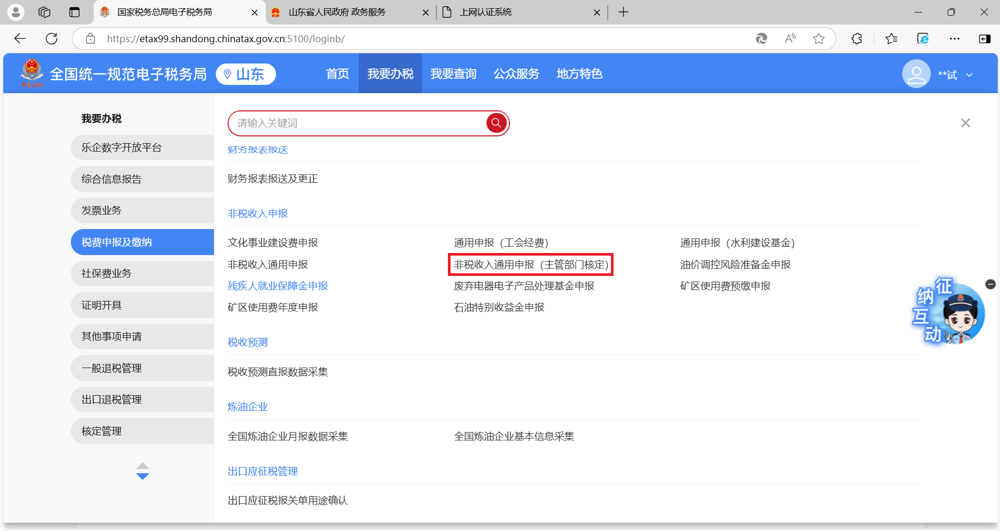 国家税务总局电子税务局
山东省人民政府 政务服务
上网认证系统
https://etax99.shandong.chinatax.gov.cn:5100/loginb/
全国统一规范电子税务局
山东
首页
我要办税
我要查询
公众服务
地方特色
**试
我要办税
乐企数字开放平台
综合信息报告
发票业务
税费申报及缴纳
社保费业务
证明开具
其他事项申请
一般退税管理
出口退税管理
核定管理
请输入关键词
财务报表报送
财务报表报送及更正
非税收入申报
文化事业建设费申报
通用申报（工会经费）
通用申报（水利建设基金）
非税收入通用申报
非税收入通用申报（主管部门核定）
油价调控风险准备金申报
残疾人就业保障金申报
废弃电器电子产品处理基金申报
矿区使用费预缴申报
矿区使用费年度申报
石油特别收益金申报
税收预测
税收预测直报数据采集
炼油企业
全国炼油企业月报数据采集
全国炼油企业基本信息采集
出口应征税管理
出口应征税报关单用途确认
征纳互动